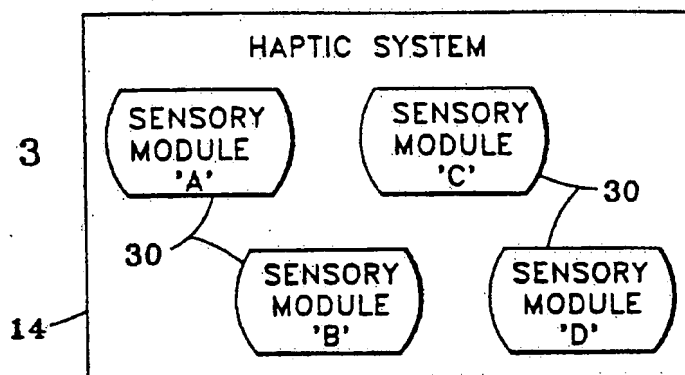 HAPTIC SYSTEM
SENSORY
MODULE
'A'
SENSORY
MODULE
'C'
3
30
30
SENSORY
MODULE
'B'
SENSORY
MODULE
'D'
14